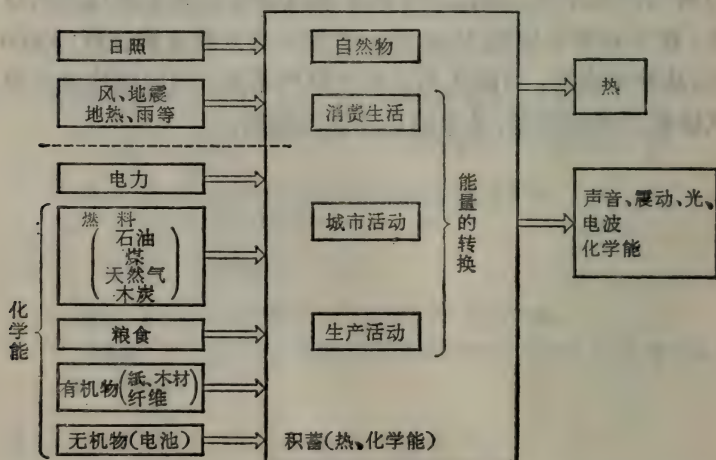 日照
风、地震
地热、雨等
电力
燃料
石油
煤
天然气
木炭
粮食
有机物(紙、木材
纤维)
无机物(电池)
化学能
自然物
消费生活
城市活动
生产活动
能量的转换
积蓄(热、化学能)
热
声音、震动、光、
电波
化学能